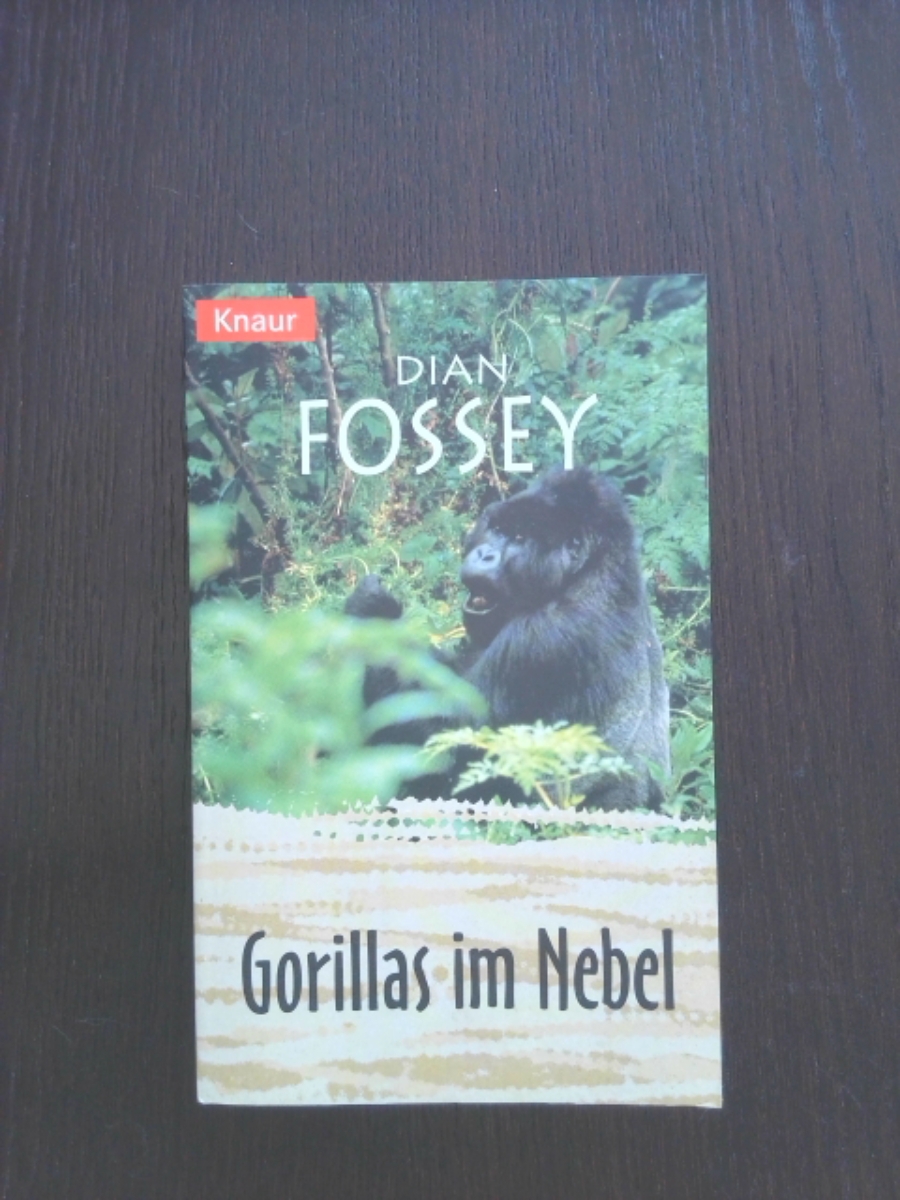 Knaur
DIAN
FOSSEY
Gorillas im Nebel